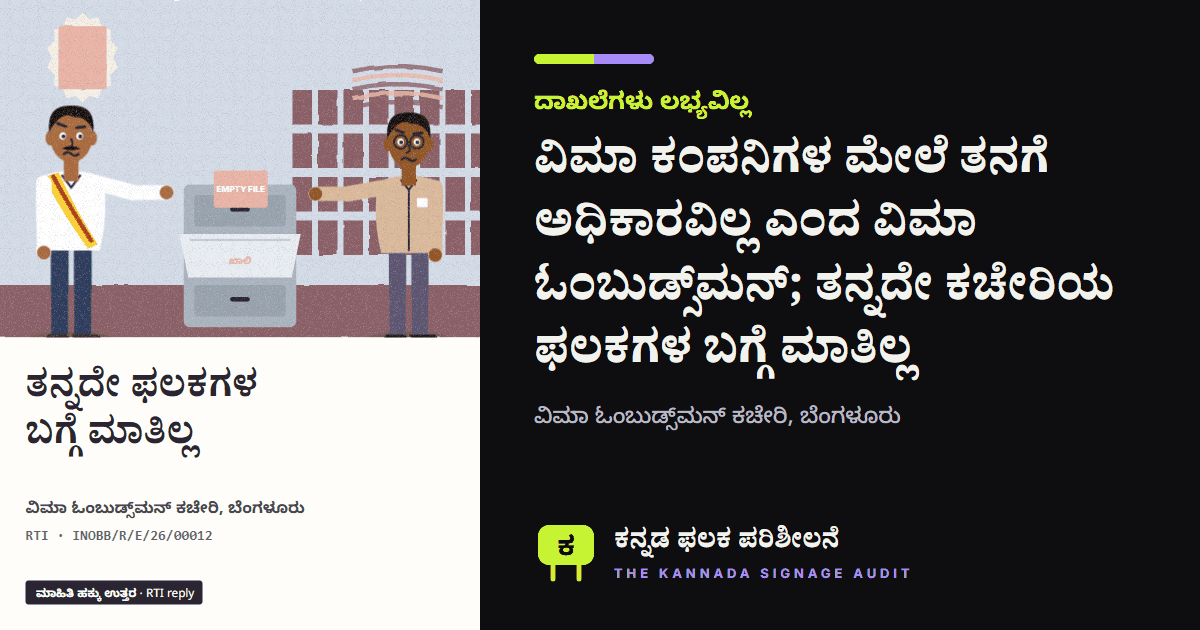 EMPTY FILE
ಖಾಲಿ
ತನ್ನದೇ ಫಲಕಗಳ
ಬಗ್ಗೆ ಮಾತಿಲ್ಲ
ವಿಮಾ ಓಂಬುಡ್ಸ್‌ಮನ್ ಕಚೇರಿ, ಬೆಂಗಳೂರು
RTI · INOBB/R/E/26/00012
ಮಾಹಿತಿ ಹಕ್ಕು ಉತ್ತರ · RTI reply
ದಾಖಲೆಗಳು ಲಭ್ಯವಿಲ್ಲ
ವಿಮಾ ಕಂಪನಿಗಳ ಮೇಲೆ ತನಗೆ
ಅಧಿಕಾರವಿಲ್ಲ ಎಂದ ವಿಮಾ
ಓಂಬುಡ್ಸ್‌ಮನ್; ತನ್ನದೇ ಕಚೇರಿಯ
ಫಲಕಗಳ ಬಗ್ಗೆ ಮಾತಿಲ್ಲ
ವಿಮಾ ಓಂಬುಡ್ಸ್‌ಮನ್ ಕಚೇರಿ, ಬೆಂಗಳೂರು
ಕ
ಕನ್ನಡ ಫಲಕ ಪರಿಶೀಲನೆ
THE KANNADA SIGNAGE AUDIT